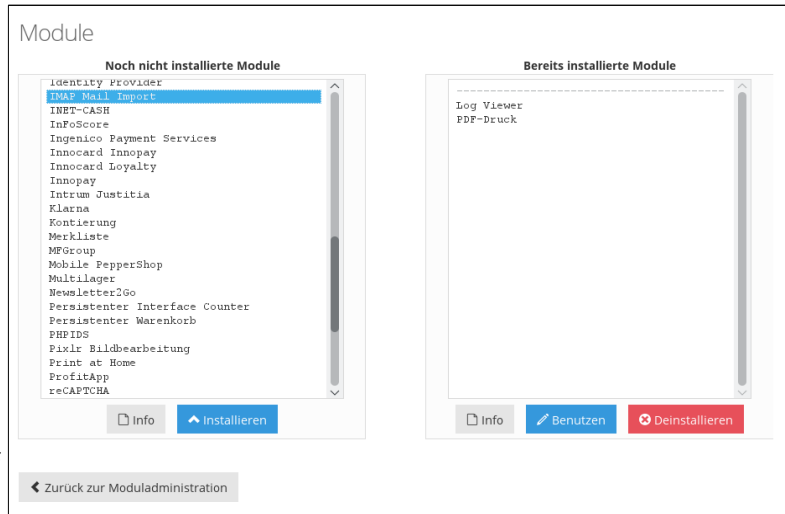 Module
Noch nicht installierte Module
Identity Provider
IMAP Mail Import
INET-CASH
InFoScore
Ingenico Payment Services
Innocard Innopay
Innocard Loyalty
Innopay
Intrum Justitia
Klarna
Kontierung
Merkliste
MFGroup
Mobile PepperShop
Multilager
Newsletter2Go
Persistenter Interface Counter
Persistenter Warenkorb
PHPIDS
Pixlr Bildbearbeitung
Print at Home
ProfitApp
reCAPTCHA
Info
Installieren
Bereits installierte Module
----------------------------------------
Log Viewer
PDF-Druck
Info
Benutzen
Deinstallieren
Zurück zur Moduladministration